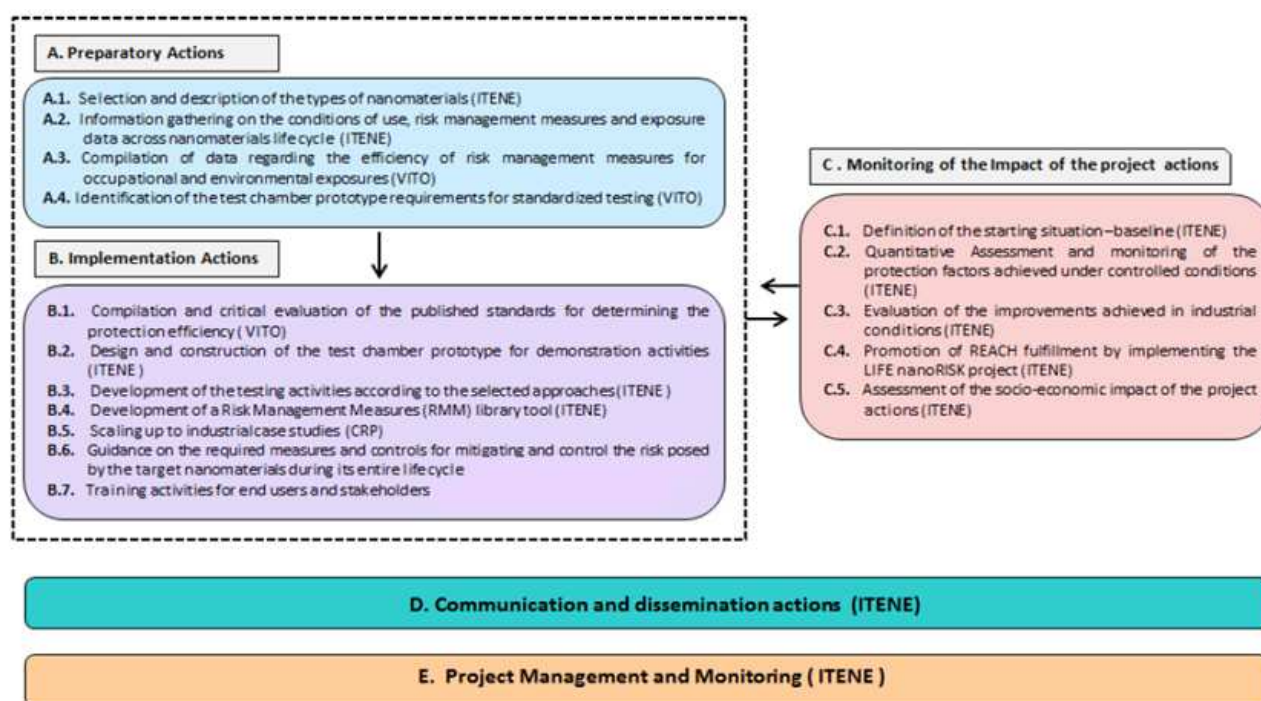 A. Preparatory Actions
A.1. Selection and description of the types of nanomaterials (ITENE)
A.2. Information gathering on the conditions of use, risk management measures and exposure
data across nanomaterials life cycle (ITENE)
A.3. Compilation of data regarding the efficiency of risk management measures for
occupational and environmental exposures (VITO)
A.4. Identification of the test chamber prototype requirements for standardized testing (VITO)
B. Implementation Actions
B.1. Compilation and critical evaluation of the published standards for determining the
protection efficiency ( VITO)
B.2. Design and construction of the test chamber prototype for demonstration activities
(ITENE )
B.3. Development of the testing activities according to the selected approaches (ITENE )
B.4. Development of a Risk Management Measures (RMM) library tool (ITENE)
B.5. Scaling up to industrial case studies (CRP)
B.6. Guidance on the required measures and controls for mitigating and control the risk posed
by the target nanomaterials during its entire life cycle
B.7. Training activities for end users and stakeholders
C . Monitoring of the Impact of the project actions
C.1. Definition of the starting situation–baseline (ITENE)
C.2. Quantitative Assessment and monitoring of the
protection factors achieved under controlled conditions
(ITENE)
C.3. Evaluation of the improvements achieved in industrial
conditions (ITENE)
C.4. Promotion of REACH fulfillment by implementing the
LIFE nanoRISK project (ITENE)
C.5. Assessment of the socio-economic impact of the project
actions (ITENE)
D. Communication and dissemination actions (ITENE)
E. Project Management and Monitoring ( ITENE )